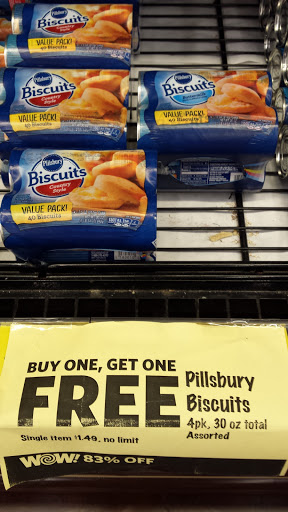 Pillsbury
Biscuits
VALUE PACK!
40 Biscuits
Pillsbury
Biscuits
Country
Style
VALUE PACK!
40 Biscuits
Pillsbury
Biscuits
VALUE PACK!
40 Biscuits
Pillsbury
Biscuits
Country
Style
VALUE PACK!
40 Biscuits
BUY ONE, GET ONE
FREE
Single item $1.49, no limit
Pillsbury
Biscuits
4pk, 30 oz total
Assorted
WOW! 83% OFF